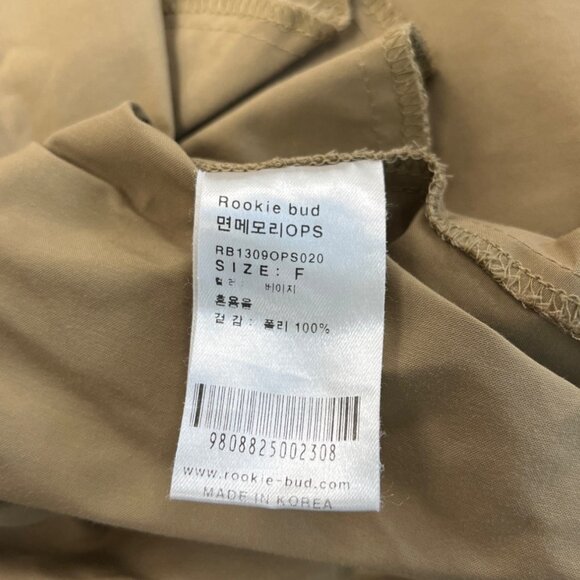 Rookie bud
면메모리OPS
RB1309OPS020
SIZE: F
컬 러 : 베이지
혼용율
겉 감 : 폴리 100%
9808825002308
www.rookie-bud.com
MADE IN KOREA